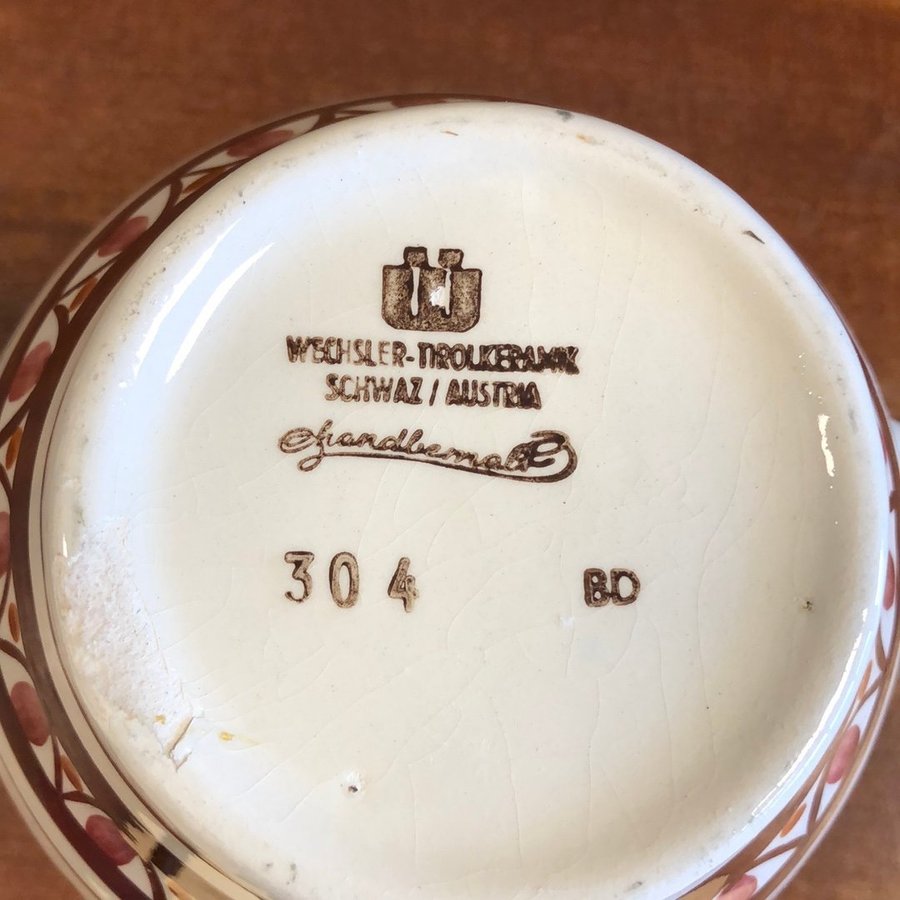 WECHSLER-TIROLKERAMIK
SCHWAZ / AUSTRIA
Handbemalt
304 BD